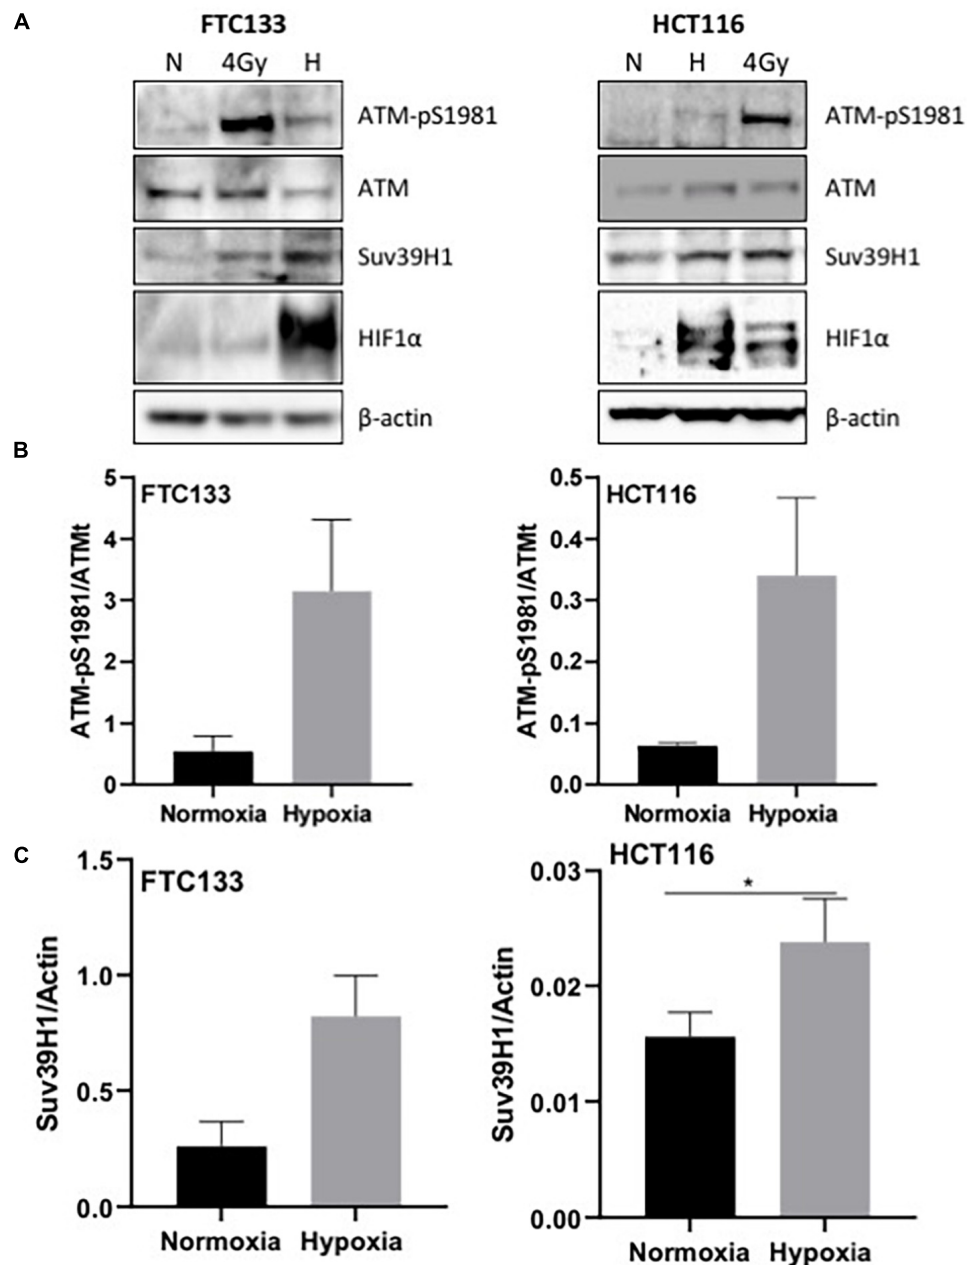 A
FTC133
N 4Gy H
ATM-pS1981
ATM
Suv39H1
HIF1α
β-actin
HCT116
N H 4Gy
ATM-pS1981
ATM
Suv39H1
HIF1α
β-actin
B
FTC133
ATM-pS1981/ATMt
5
4
3
2
1
0
Normoxia Hypoxia
HCT116
ATM-pS1981/ATMt
0.5
0.4
0.3
0.2
0.1
0.0
Normoxia Hypoxia
C
FTC133
Suv39H1/Actin
1.5
1.0
0.5
0.0
Normoxia Hypoxia
HCT116
Suv39H1/Actin
0.03
0.02
0.01
0.00
*
Normoxia Hypoxia